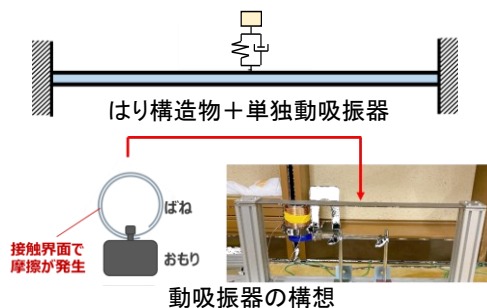 はり構造物＋単独動吸振器
ばね
接触界面で
摩擦が発生
おもり
動吸振器の構想